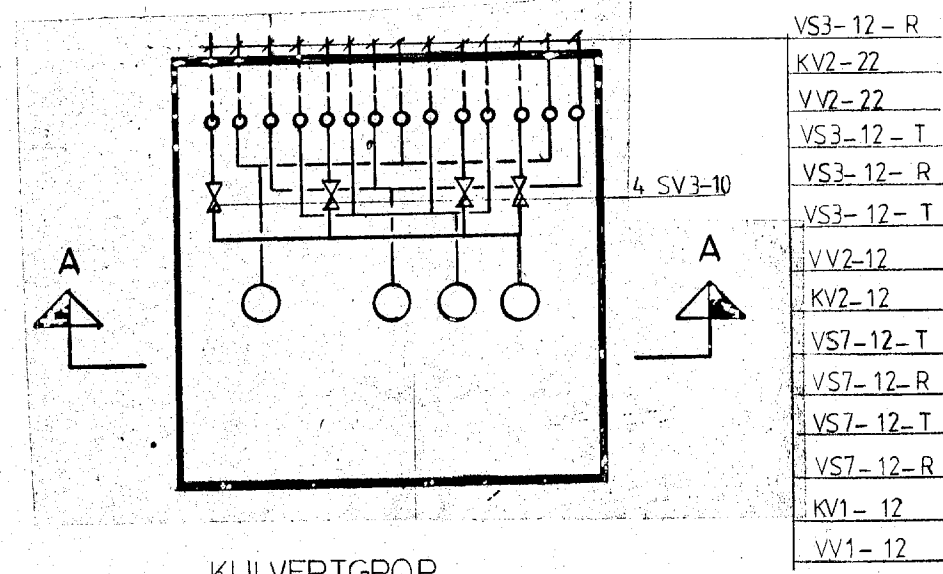 VS3-12-R
KV2-22
VV2-22
VS3-12-T
VS3-12-R
4 SV3-10
VS3-12-T
A
A
VV2-12
KV2-12
VS7-12-T
VS7-12-R
VS7-12-T
VS7-12-R
KV1-12
VV1-12
KULVERTGROP